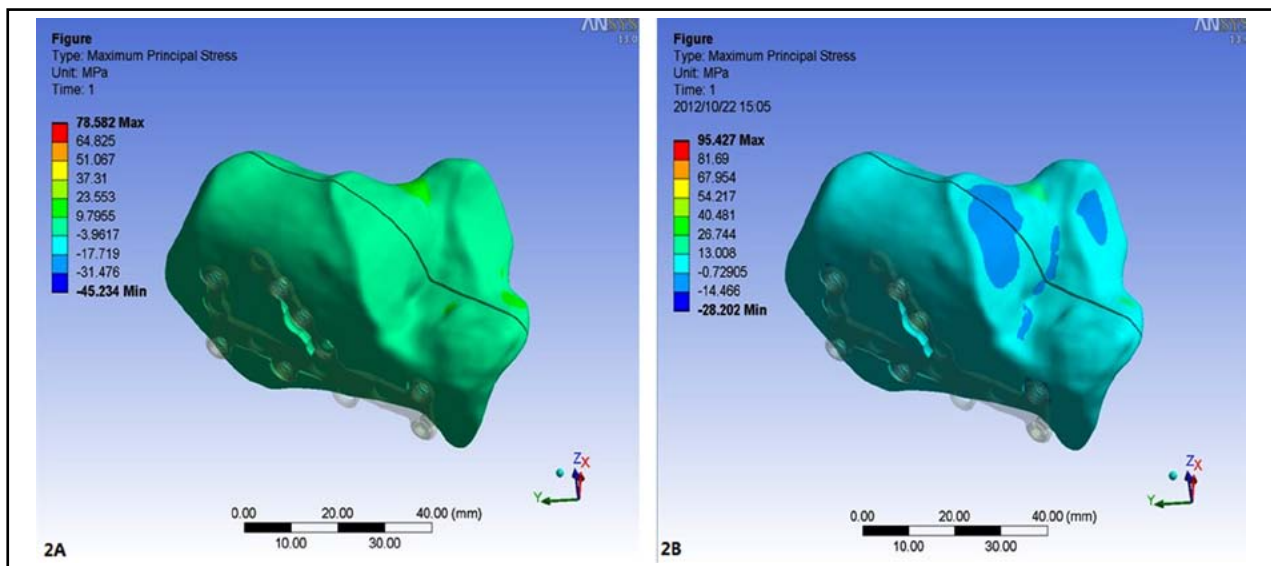 ANSYS
13.0
Figure
Type: Maximum Principal Stress
Unit: MPa
Time: 1
78.582 Max
64.825
51.067
37.31
23.553
9.7955
-3.9617
-17.719
-31.476
-45.234 Min
Z
X
Y
0.00
20.00
40.00 (mm)
10.00
30.00
2A
ANSYS
Figure
Type: Maximum Principal Stress
Unit: MPa
Time: 1
2012/10/22 15:05
95.427 Max
81.69
67.954
54.217
40.481
26.744
13.008
-0.72905
-14.466
-28.202 Min
Z
X
Y
0.00
20.00
40.00 (mm)
10.00
30.00
2B